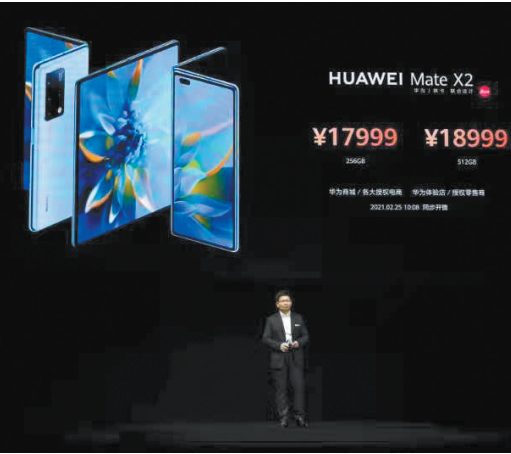 HUAWEI Mate X2
华为 | 徕卡 联合设计
¥17999 ¥18999
256GB 512GB
华为商城 / 各大授权电商 华为体验店 / 授权零售商
2021.02.25 10:08 同步开售